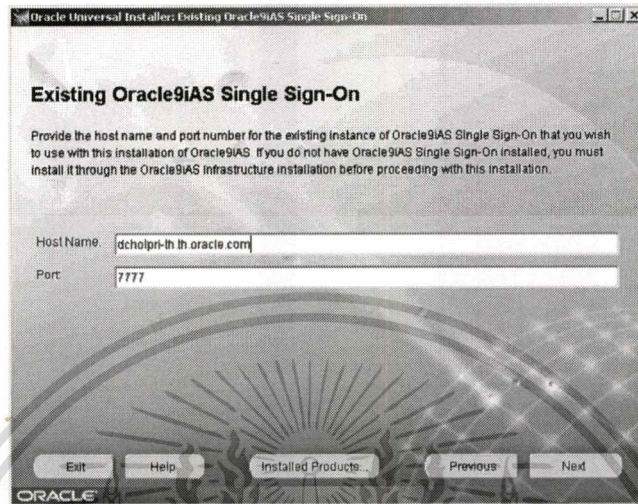 Oracle Universal Installer: Existing Oracle9iAS Single Sign-On
Existing Oracle9iAS Single Sign-On
Provide the host name and port number for the existing instance of Oracle9iAS Single Sign-On that you wish
to use with this installation of Oracle9iAS. If you do not have Oracle9iAS Single Sign-On installed, you must
install it through the Oracle9iAS Infrastructure installation before proceeding with this installation.
Host Name: dcholpri-th.th.oracle.com
Port 7777
Exit Help Installed Products... Previous Next
ORACLE